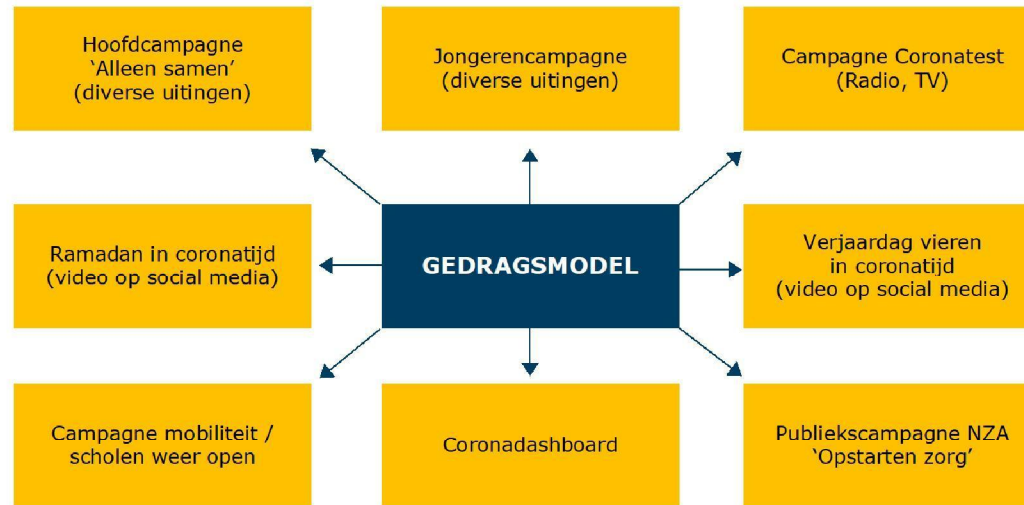 Hoofdcampagne
‘Alleen samen’
(diverse uitingen)
Jongerencampagne
(diverse uitingen)
Campagne Coronatest
(Radio, TV)
Ramadan in coronatijd
(video op social media)
GEDRAGSMODEL
Verjaardag vieren
in coronatijd
(video op social media)
Campagne mobiliteit /
scholen weer open
Coronadashboard
Publiekscampagne NZA
‘Opstarten zorg’